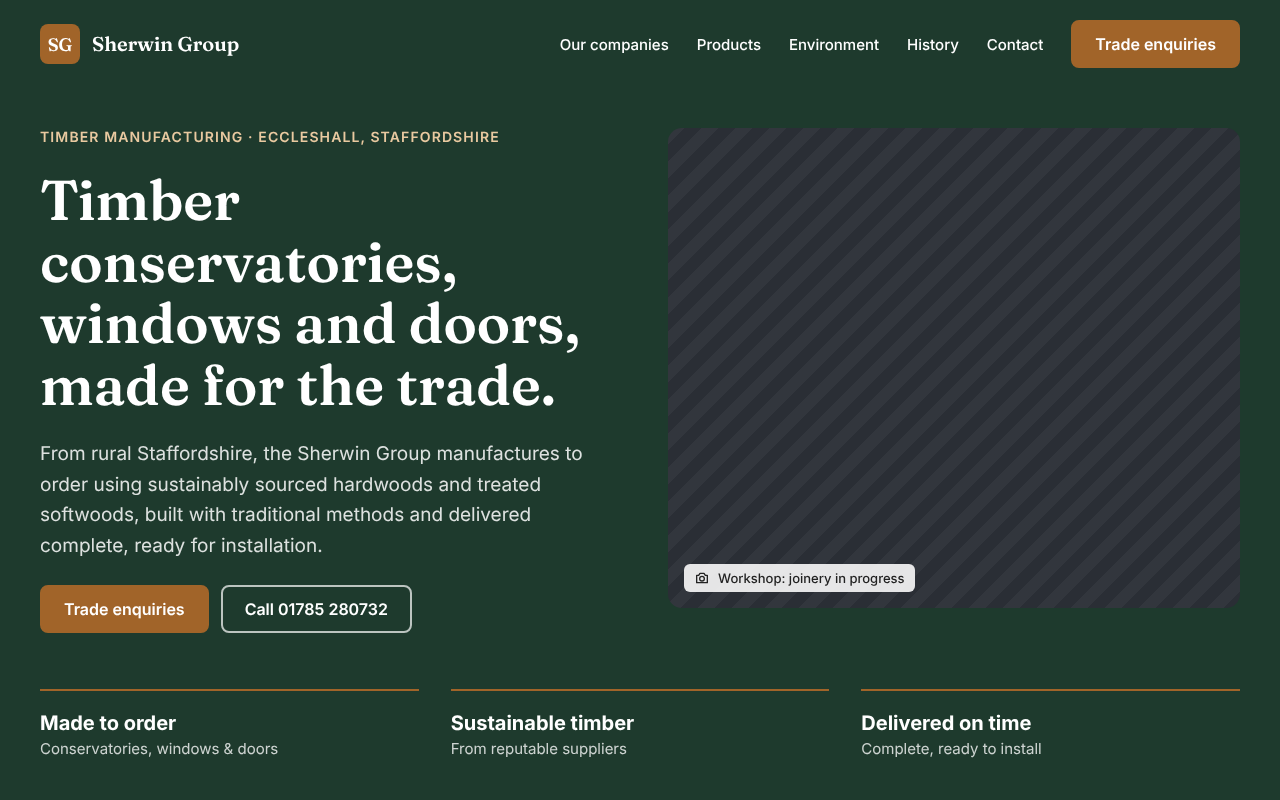 SG Sherwin Group
Our companies Products Environment History Contact Trade enquiries
TIMBER MANUFACTURING · ECCLESHALL, STAFFORDSHIRE
Timber
conservatories,
windows and doors,
made for the trade.
From rural Staffordshire, the Sherwin Group manufactures to
order using sustainably sourced hardwoods and treated
softwoods, built with traditional methods and delivered
complete, ready for installation.
Trade enquiries Call 01785 280732
Workshop: joinery in progress
Made to order
Conservatories, windows & doors
Sustainable timber
From reputable suppliers
Delivered on time
Complete, ready to install